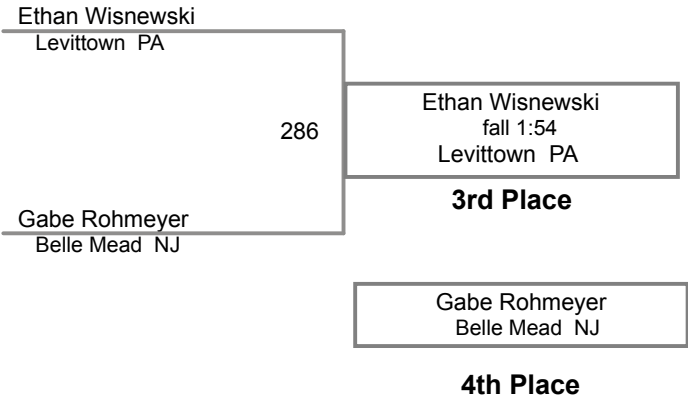 Ethan Wisnewski
Levittown PA
286
Ethan Wisnewski
fall 1:54
Levittown PA
3rd Place
Gabe Rohmeyer
Belle Mead NJ
Gabe Rohmeyer
Belle Mead NJ
4th Place